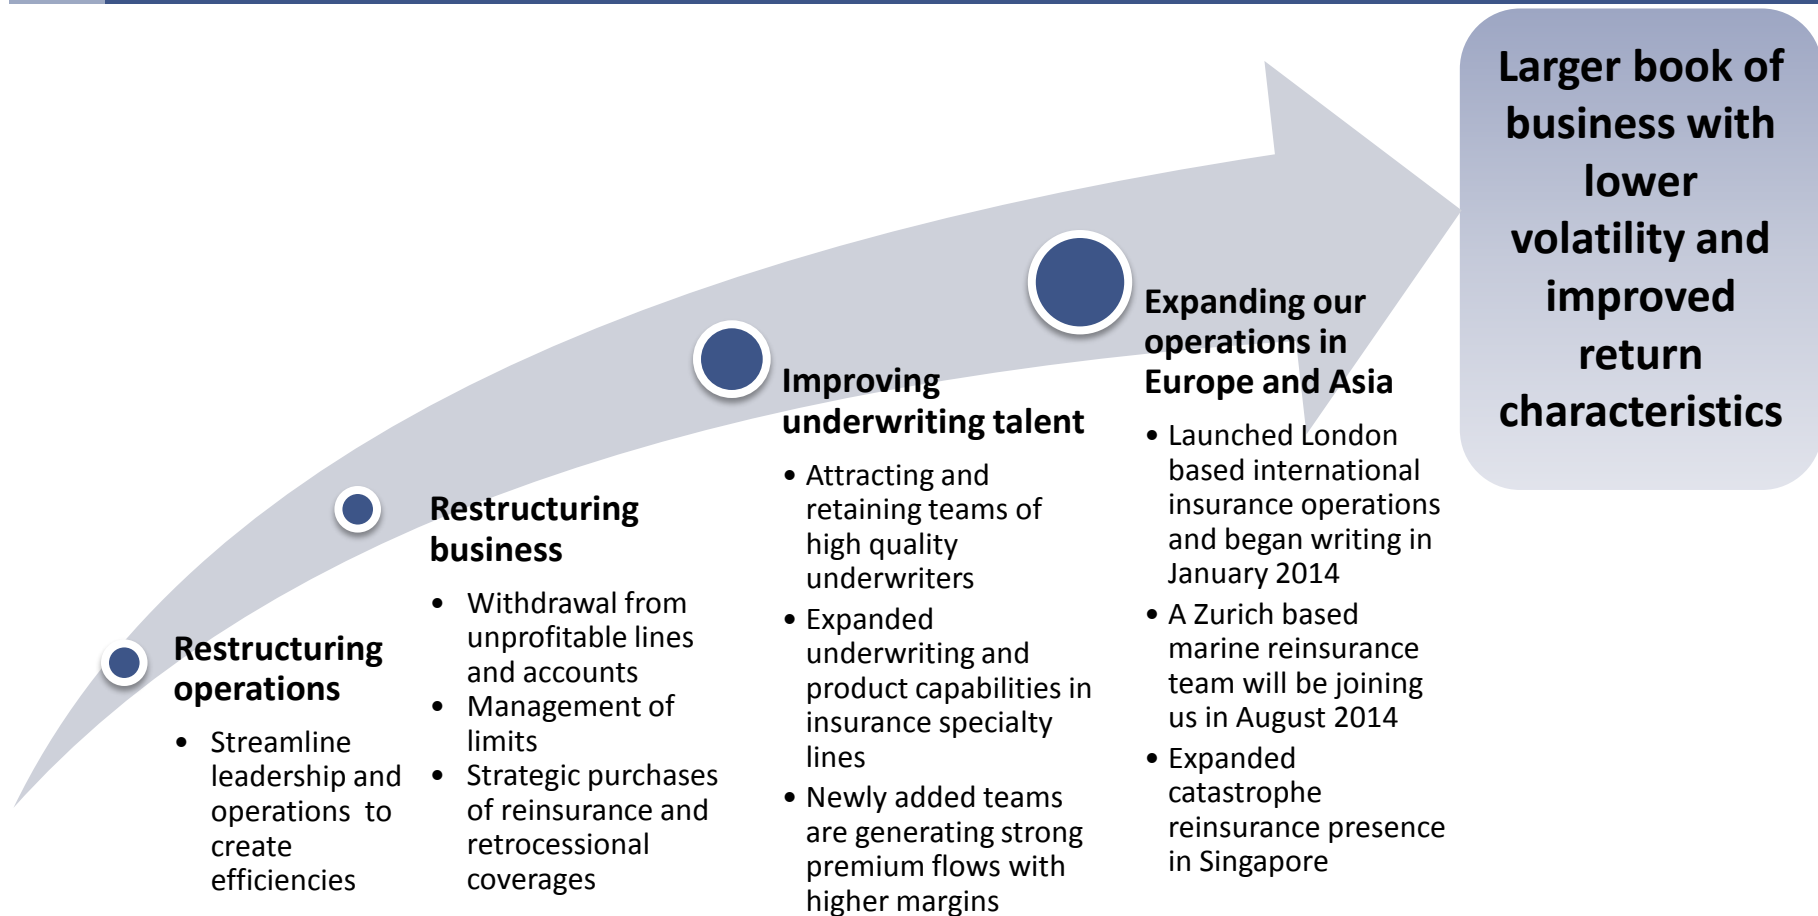 Restructuring
operations
• Streamline
leadership and
operations to
create
efficiencies
Restructuring
business
• Withdrawal from
unprofitable lines
and accounts
• Management of
limits
• Strategic purchases
of reinsurance and
retrocessional
coverages
Improving
underwriting talent
• Attracting and
retaining teams of
high quality
underwriters
• Expanded
underwriting and
product capabilities in
insurance specialty
lines
• Newly added teams
are generating strong
premium flows with
higher margins
Expanding our
operations in
Europe and Asia
• Launched London
based international
insurance operations
and began writing in
January 2014
• A Zurich based
marine reinsurance
team will be joining
us in August 2014
• Expanded
catastrophe
reinsurance presence
in Singapore
Larger book of
business with
lower
volatility and
improved
return
characteristics